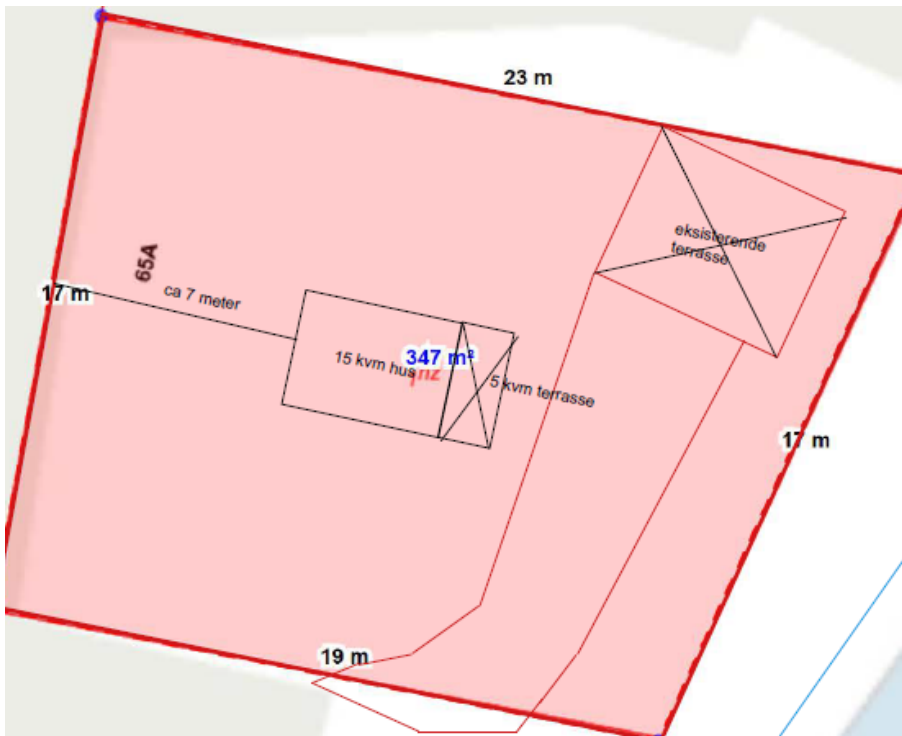 23 m
eksisterende
terrasse
65A
17 m
ca 7 meter
347 m²
15 kvm hus
5 kvm terrasse
17 m
19 m